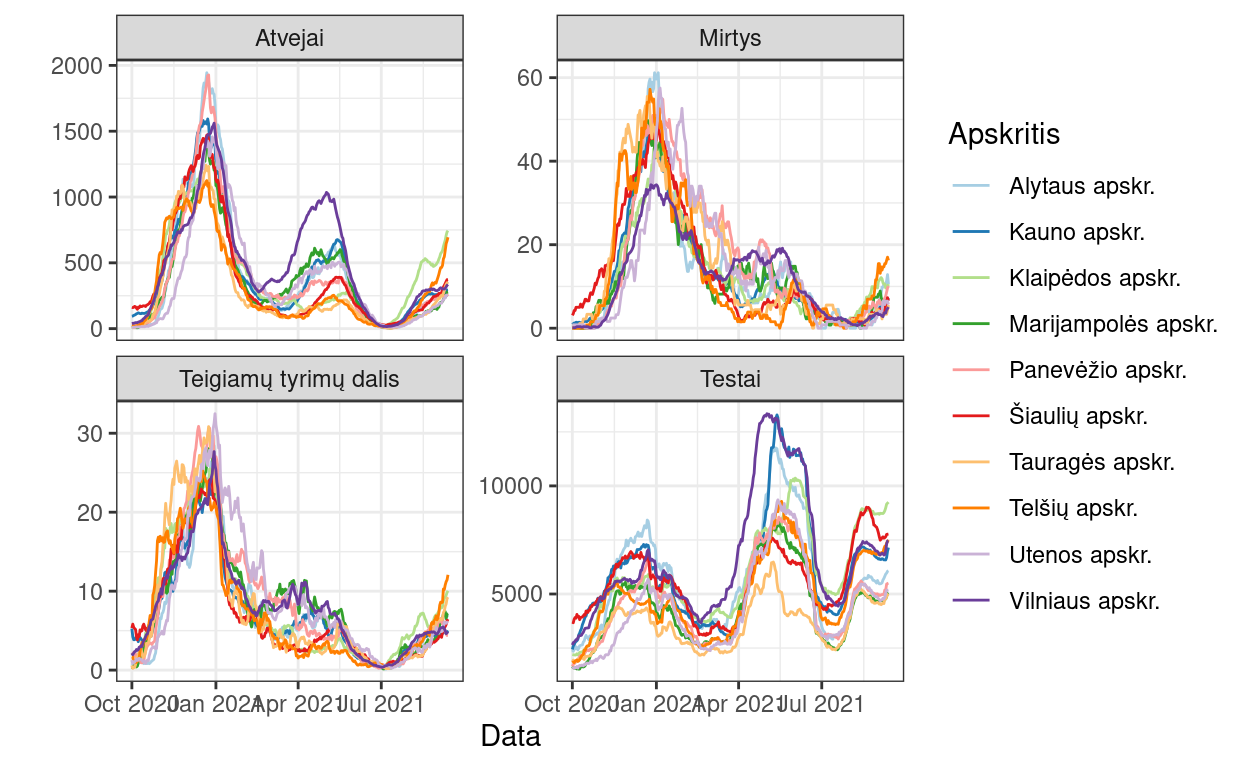 Atvejai
2000
1500
1000
500
0
Mirtys
60
40
20
0
Teigiamų tyrimų dalis
30
20
10
0
Oct 2020 Jan 2021 Apr 2021 Jul 2021
Testai
10000
5000
Oct 2020 Jan 2021 Apr 2021 Jul 2021
Data
Apskritis
Alytaus apskr.
Kauno apskr.
Klaipėdos apskr.
Marijampolės apskr.
Panevėžio apskr.
Šiaulių apskr.
Tauragės apskr.
Telšių apskr.
Utenos apskr.
Vilniaus apskr.